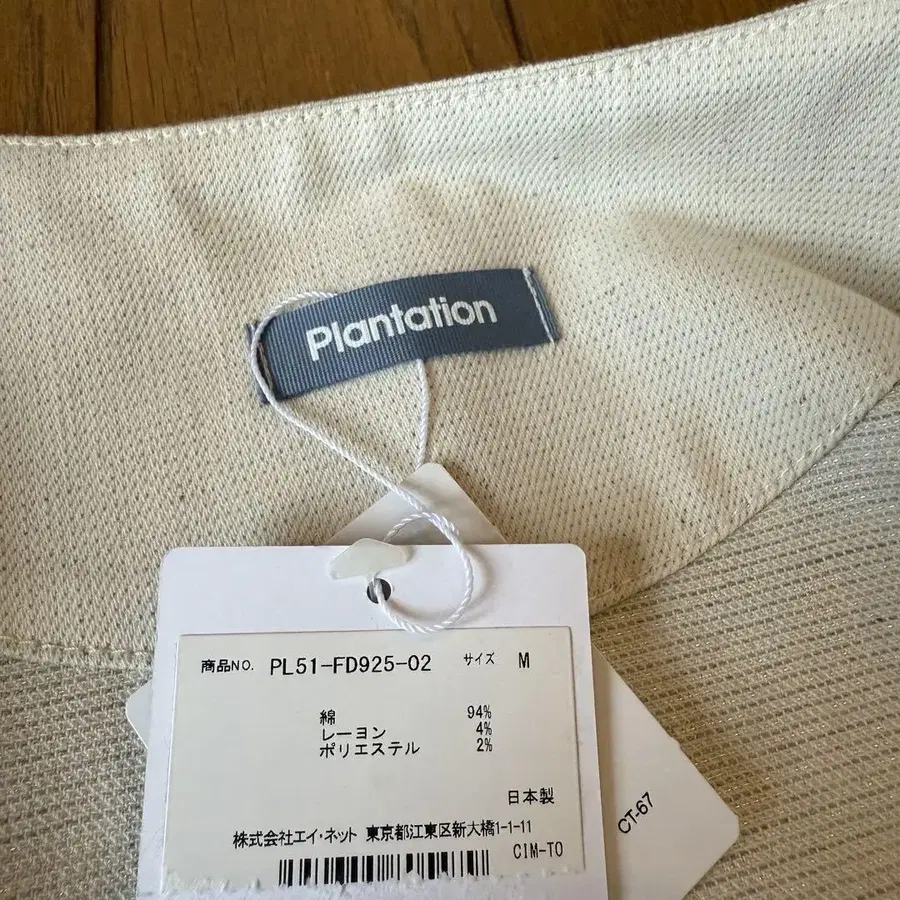 Plantation
商品NO. PL51-FD925-02 サイズ M
綿 94%
レーヨン 4%
ポリエステル 2%
日本製
株式会社エイ・ネット 東京都江東区新大橋1-1-11
CIM-TO
CT-67